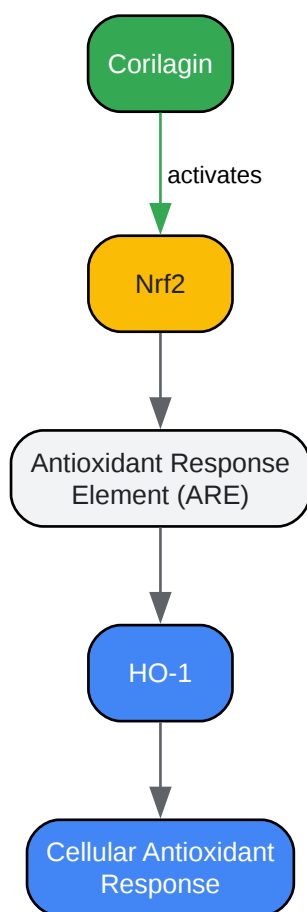 Corilagin
activates
Nrf2
Antioxidant Response
Element (ARE)
HO-1
Cellular Antioxidant
Response